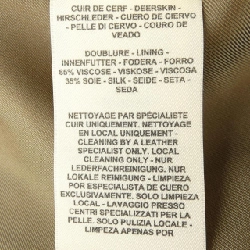 CUIR DE CERF - DEERSKIN -
HIRSCHLEDER - CUERO DE CIERVO
- PELLE DI CERVO - COURO DE
VEADO
DOUBLURE - LINING -
INNENFUTTER - FODERA - FORRO
65% VISCOSE - VISKOSE - VISCOSA
35% SOIE - SILK - SEIDE - SETA -
SEDA
NETTOYAGE PAR SPÉCIALISTE
CUIR UNIQUEMENT. NETTOYAGE
EN LOCAL UNIQUEMENT -
CLEANING BY A LEATHER
SPECIALIST ONLY. LOCAL
CLEANING ONLY - NUR
LEDERFACHREINIGUNG. NUR
LOKALE REINIGUNG - LIMPIEZA
POR ESPECIALISTA DE CUERO
EXCLUSIVAMENTE. SOLO LIMPIEZA
LOCAL - LAVAGGIO PRESSO
CENTRI SPECIALIZZATI PER LA
PELLE. SOLO PULIZIA LOCALE -
LIMPEZA APENAS POR